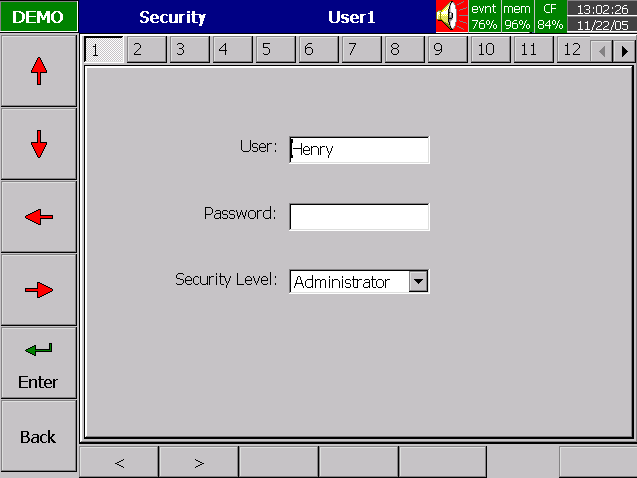 DEMO Security User1 evnt mem CF 13:02:26
76% 96% 84% 11/22/05
1 2 3 4 5 6 7 8 9 10 11 12
User: Henry
Password:
Security Level: Administrator
Enter
Back
< >